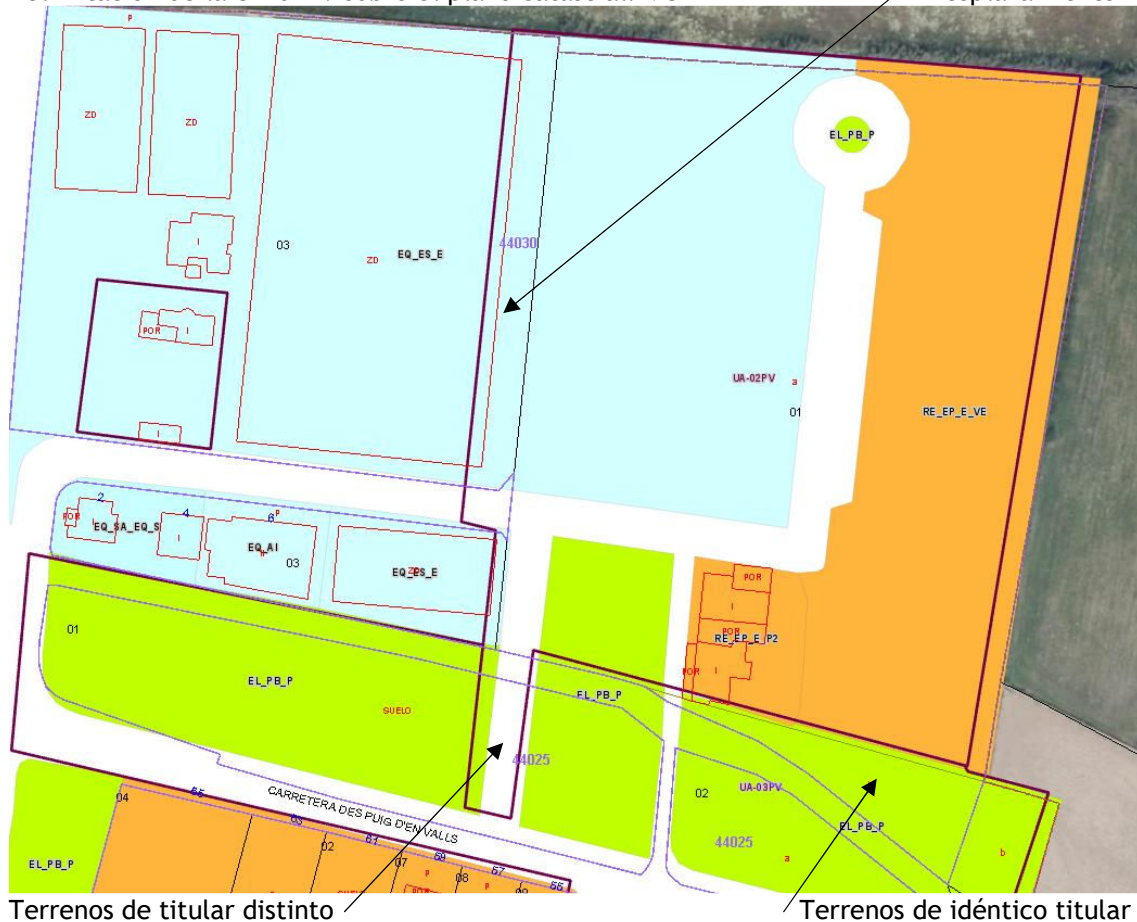 P
ZD
ZD
EL_PB_P
I
03
ZD
EQ_ES_E
44030
POR
I
UA-02PV
a
01
RE_EP_E_VE
I
2
4
P
6
POR
I
EQ_SA_EQ_S
I
EQ_AI
03
EQ_ES_E
POR
I
POR
RE_EP_E_P2
01
POR
I
EL_PB_P
EL_PB_P
SUELO
44025
UA-03PV
02
CARRETERA DES PUIG D'EN VALLS
EL_PB_P
04
65
63
61
59
57
55
44025
a
b
02
07
P
08
P
EL_PB_P
Terrenos de titular distinto
Terrenos de idéntico titular